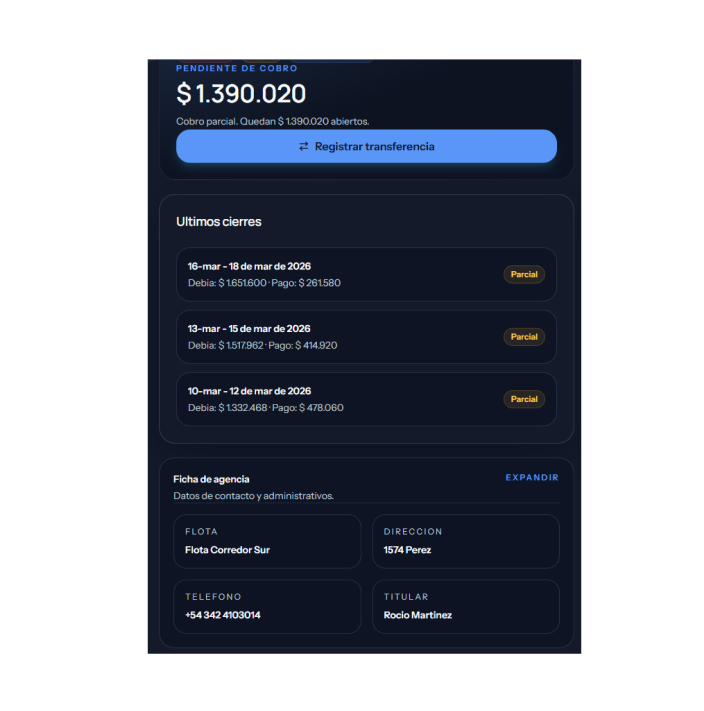 PENDIENTE DE COBRO
$ 1.390.020
Cobro parcial. Quedan $ 1.390.020 abiertos.
Registrar transferencia
Ultimos cierres
16-mar - 18 de mar de 2026
Debia: $ 1.651.600 · Pago: $ 261.580
Parcial
13-mar - 15 de mar de 2026
Debia: $ 1.517.962 · Pago: $ 414.920
Parcial
10-mar - 12 de mar de 2026
Debia: $ 1.332.468 · Pago: $ 478.060
Parcial
Ficha de agencia
EXPANDIR
Datos de contacto y administrativos.
FLOTA
Flota Corredor Sur
DIRECCION
1574 Perez
TELEFONO
+54 342 4103014
TITULAR
Rocio Martinez